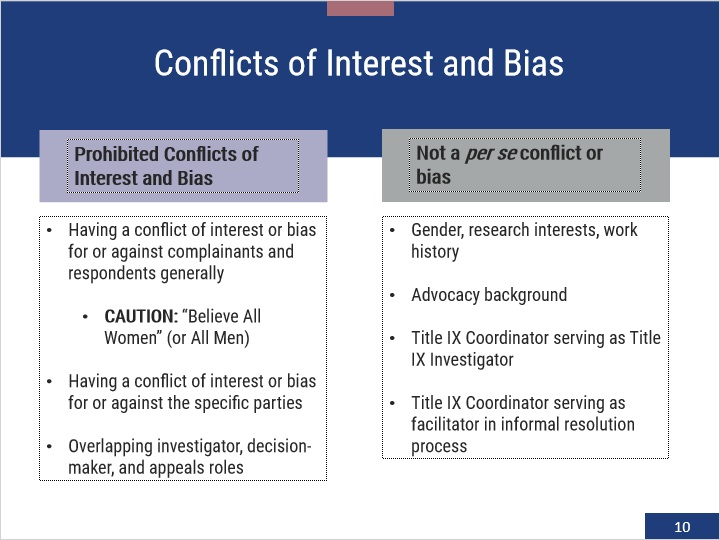 Conflicts of Interest and Bias
Prohibited Conflicts of
Interest and Bias
• Having a conflict of interest or bias
for or against complainants and
respondents generally
• CAUTION: “Believe All
Women” (or All Men)
• Having a conflict of interest or bias
for or against the specific parties
• Overlapping investigator, decision-
maker, and appeals roles
Not a per se conflict or
bias
• Gender, research interests, work
history
• Advocacy background
• Title IX Coordinator serving as Title
IX Investigator
• Title IX Coordinator serving as
facilitator in informal resolution
process
10